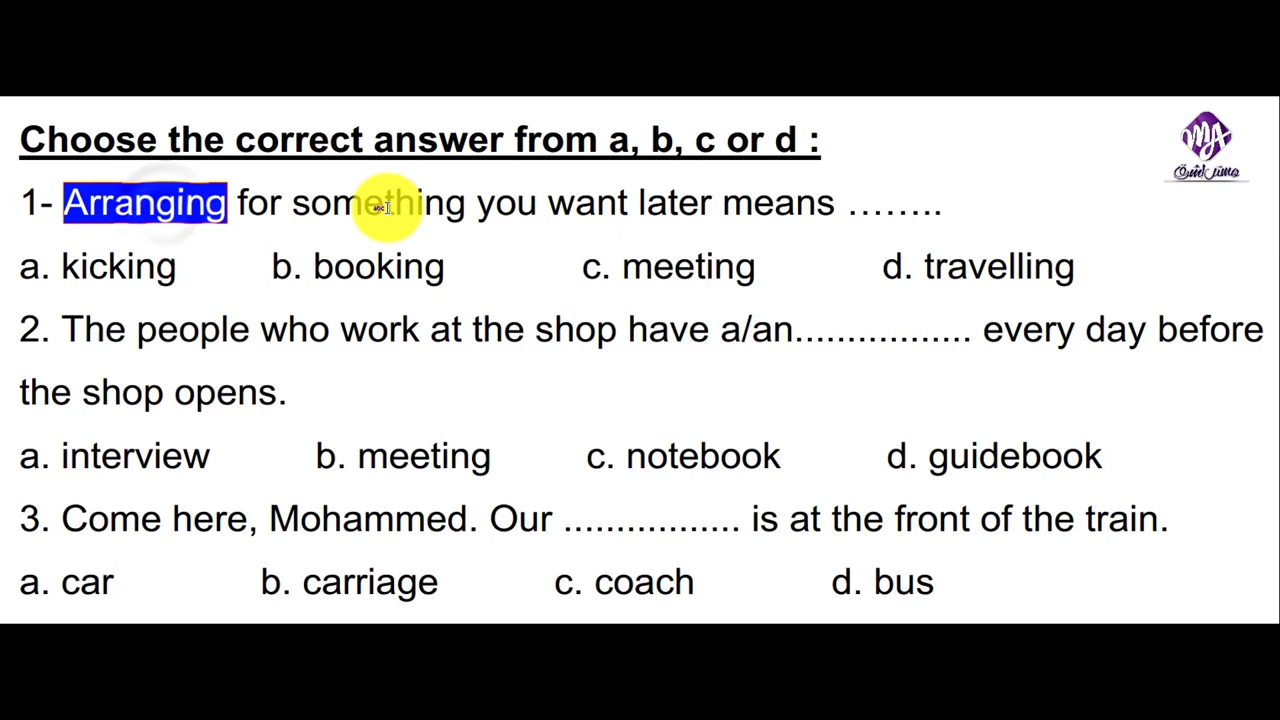 Choose the correct answer from a, b, c or d :
1- Arranging for something you want later means ……..
a. kicking b. booking c. meeting d. travelling
2. The people who work at the shop have a/an................. every day before
the shop opens.
a. interview b. meeting c. notebook d. guidebook
3. Come here, Mohammed. Our ................. is at the front of the train.
a. car b. carriage c. coach d. bus
MA